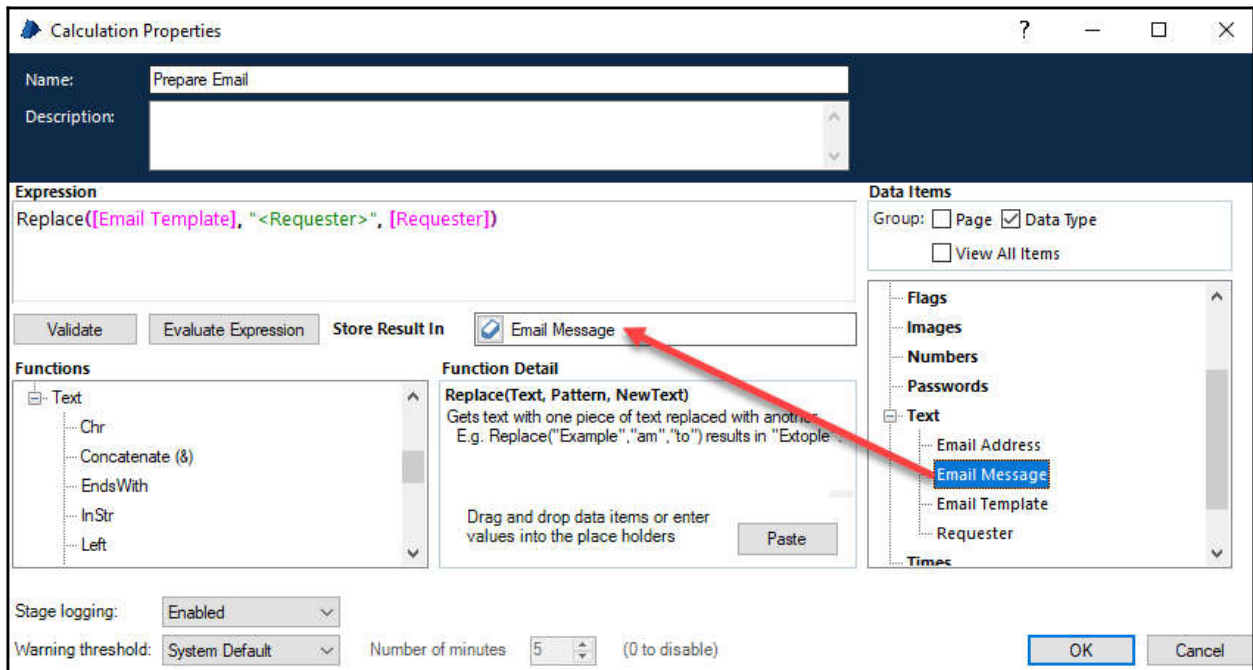 Calculation Properties
Name: Prepare Email
Description:
Expression
Replace([Email Template], "<Requester>", [Requester])
Data Items
Group: Page Data Type
View All Items
Validate Evaluate Expression Store Result In Email Message
Functions
Text
Chr
Concatenate (&)
EndsWith
InStr
Left
Function Detail
Replace(Text, Pattern, NewText)
Gets text with one piece of text replaced with another.
E.g. Replace("Example","am","to") results in "Extople".
Drag and drop data items or enter
values into the place holders
Paste
Flags
Images
Numbers
Passwords
Text
Email Address
Email Message
Email Template
Requester
Times
Stage logging: Enabled
Warning threshold: System Default Number of minutes 5 (0 to disable)
OK Cancel